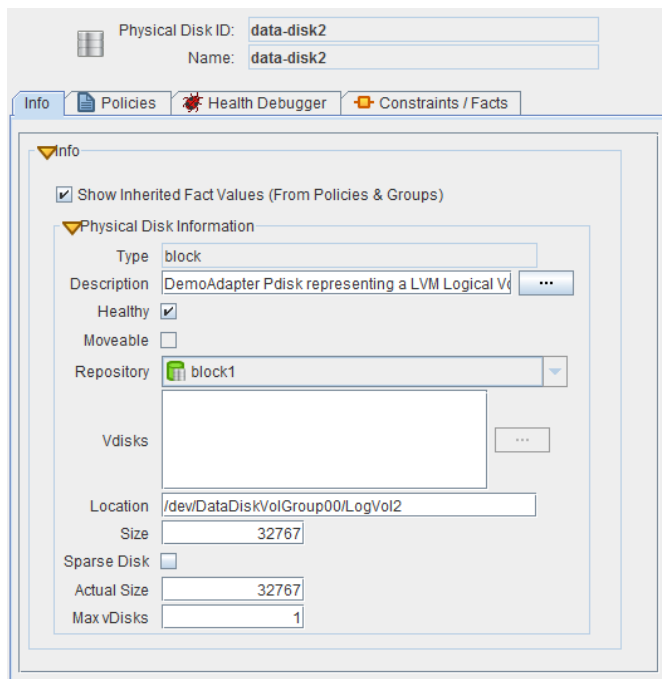 Physical Disk ID: data-disk2
Name: data-disk2
Info Policies Health Debugger Constraints / Facts
Info
Show Inherited Fact Values (From Policies & Groups)
Physical Disk Information
Type block
Description DemoAdapter Pdisk representing a LVM Logical ...
Healthy
Moveable
Repository block1
Vdisks ...
Location /dev/DataDiskVolGroup00/LogVol2
Size 32767
Sparse Disk
Actual Size 32767
Max vDisks 1